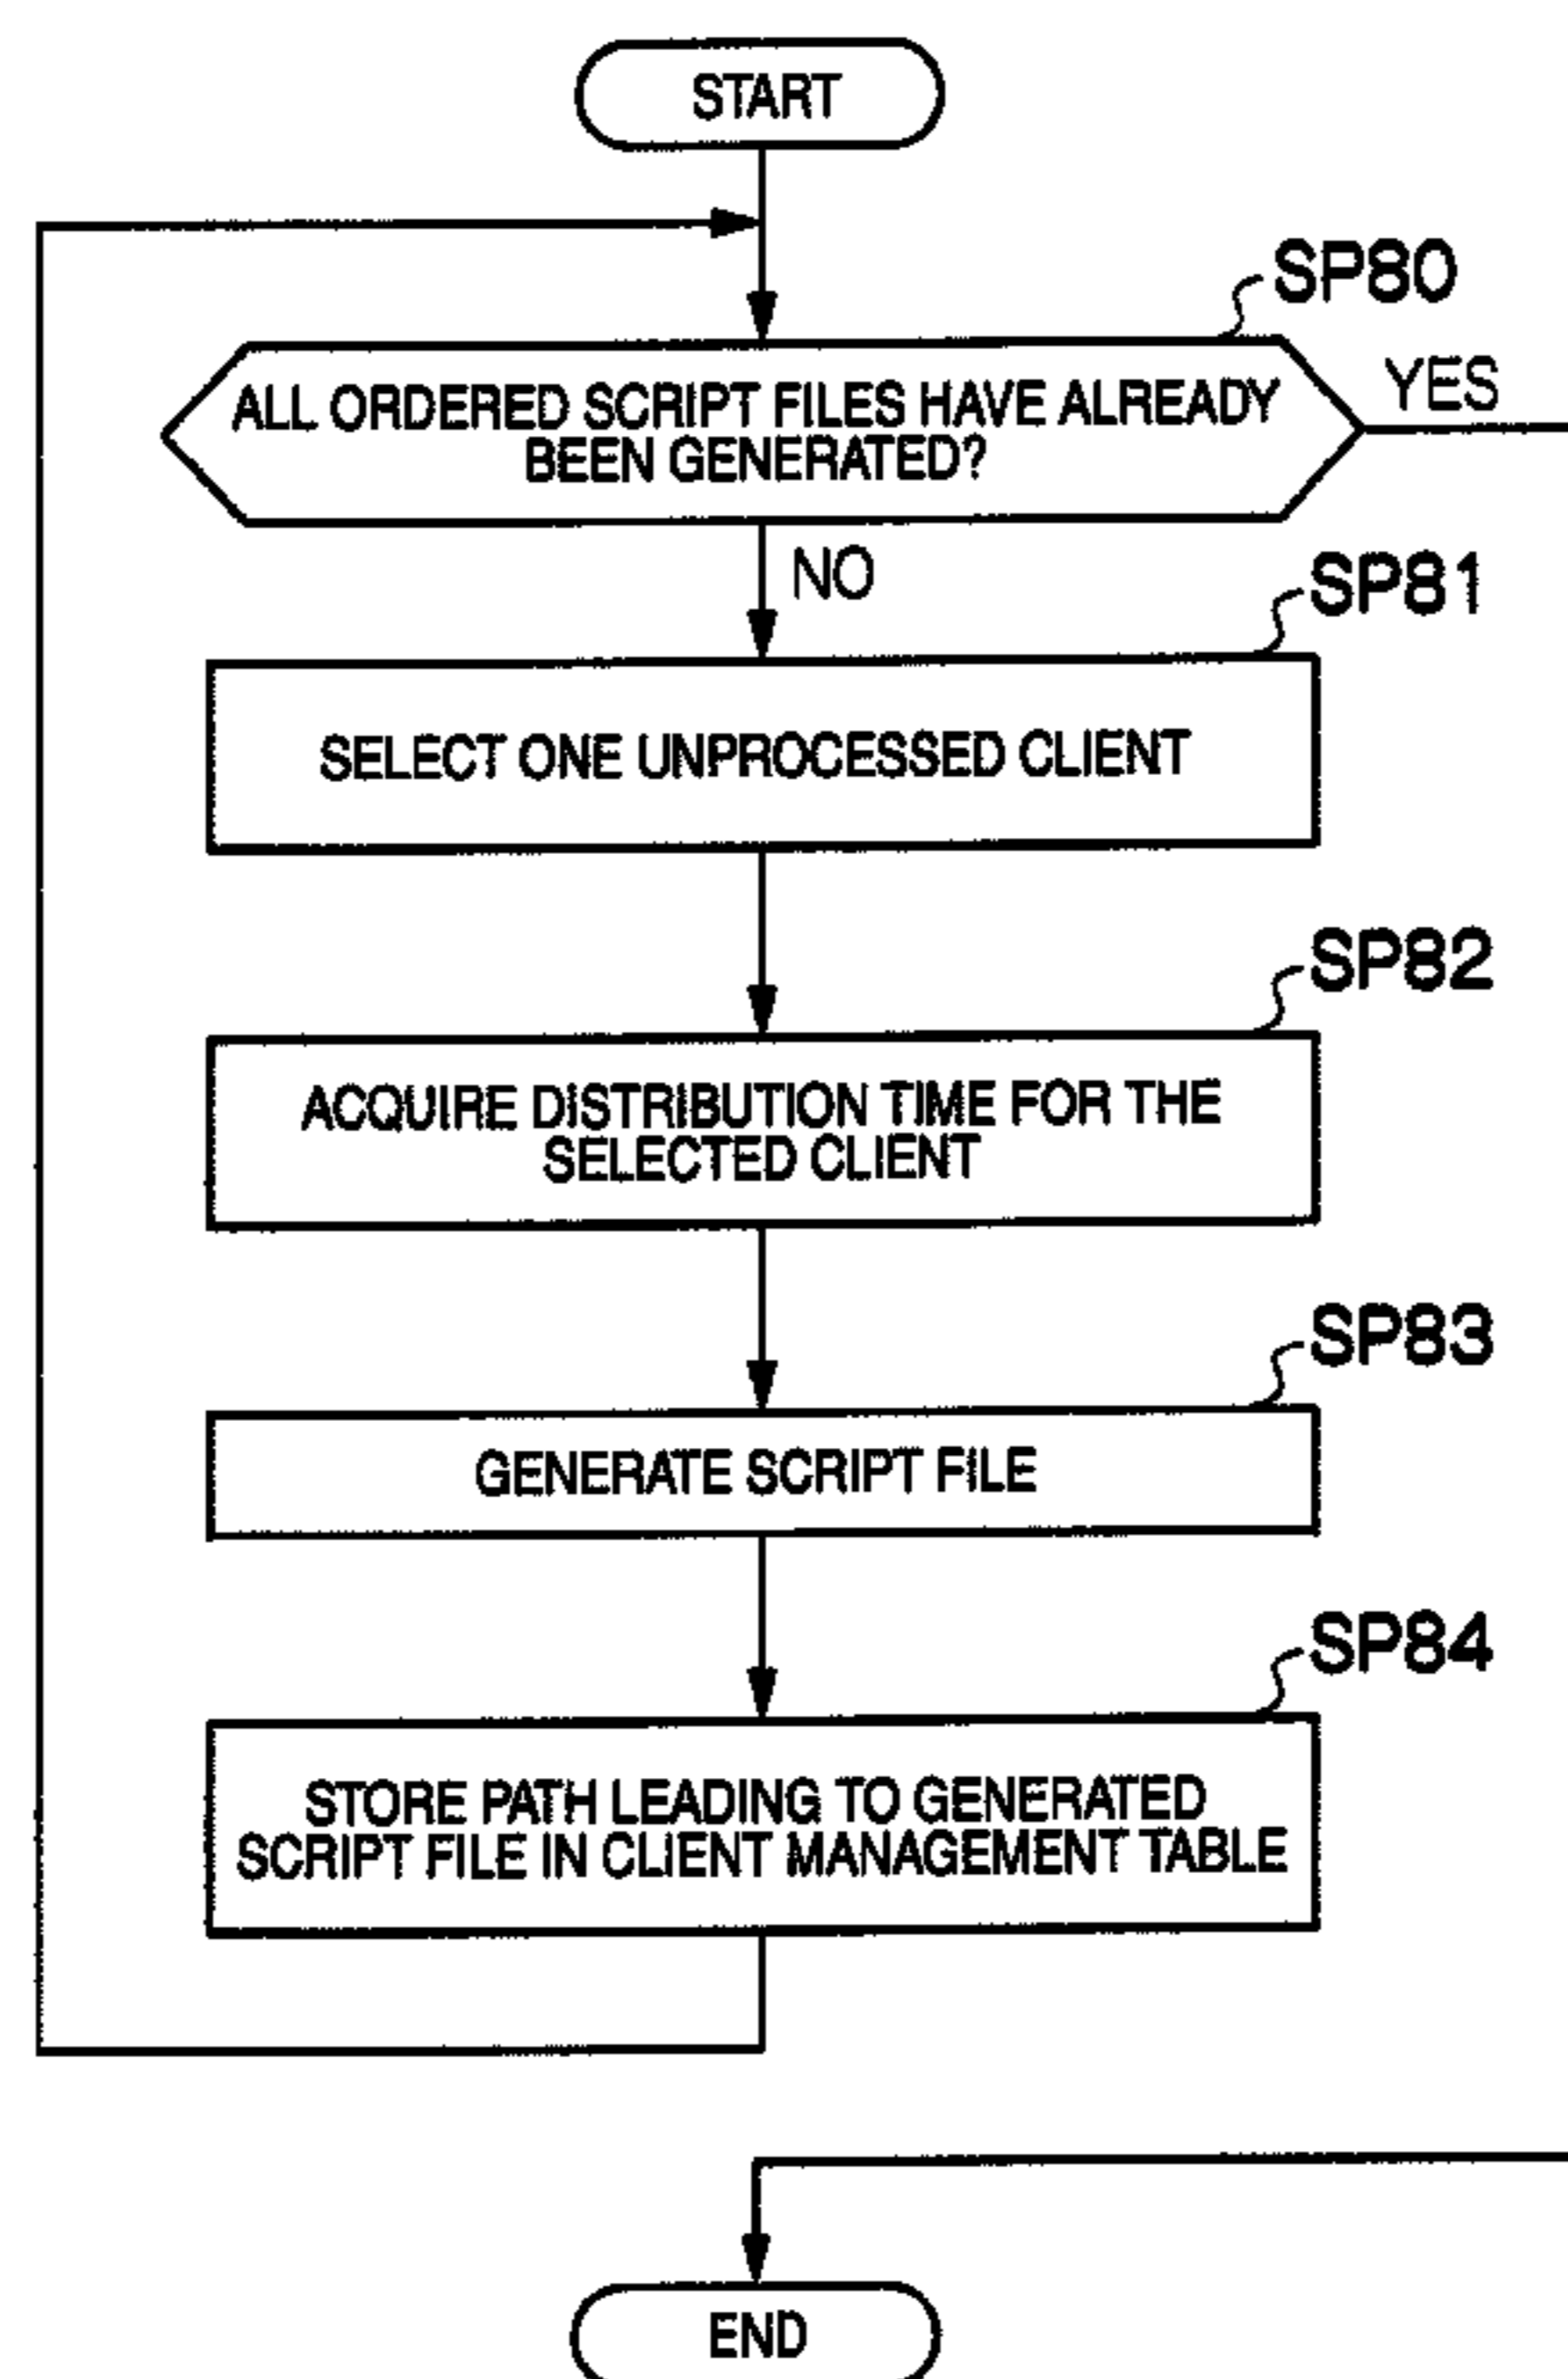 START
SP80
ALL ORDERED SCRIPT FILES HAVE ALREADY
BEEN GENERATED?
YES
NO
SP81
SELECT ONE UNPROCESSED CLIENT
SP82
ACQUIRE DISTRIBUTION TIME FOR THE
SELECTED CLIENT
SP83
GENERATE SCRIPT FILE
SP84
STORE PATH LEADING TO GENERATED
SCRIPT FILE IN CLIENT MANAGEMENT TABLE
END